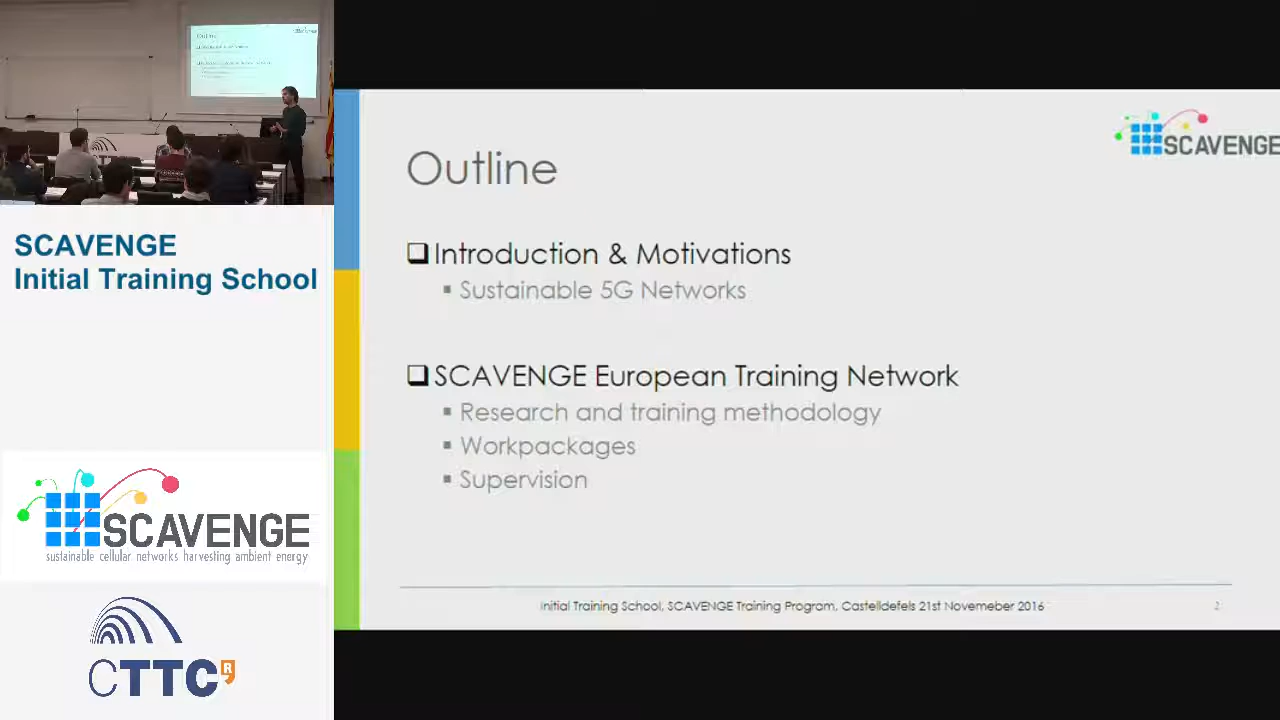 SCAVENGE
Initial Training School
SCAVENGE
sustainable cellular networks harvesting ambient energy
CTTC
R
SCAVENGE
Outline
Introduction & Motivations
Sustainable 5G Networks
SCAVENGE European Training Network
Research and training methodology
Workpackages
Supervision
Initial Training School, SCAVENGE Training Program, Castelldefels 21st Novemeber 2016
2
Outline